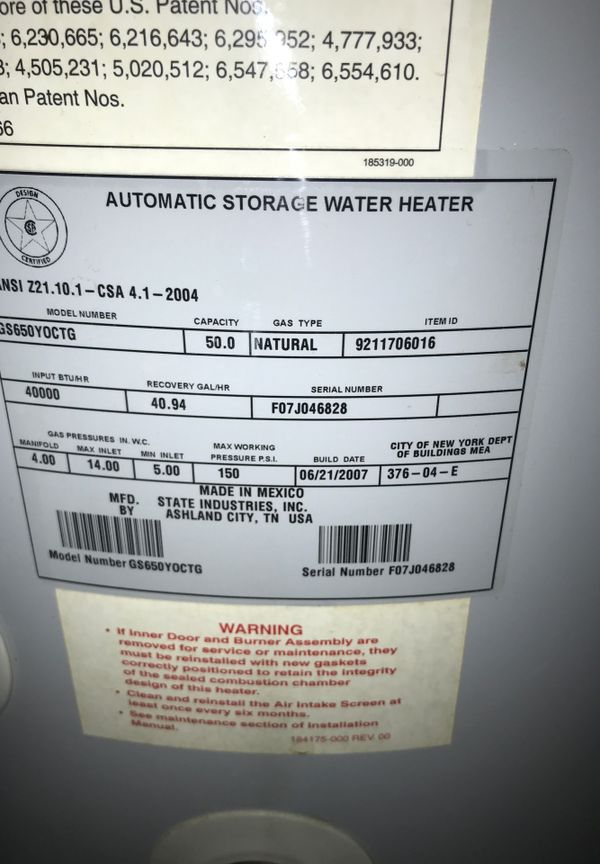 ore of these U.S. Patent Nos.
; 6,230,665; 6,216,643; 6,295,952; 4,777,933;
3; 4,505,231; 5,020,512; 6,547, 58; 6,554,610.
an Patent Nos.
66
185319-000
DESIGN
CERTIFIED
AUTOMATIC STORAGE WATER HEATER
ANSI Z21.10.1-CSA 4.1-2004
MODEL NUMBER CAPACITY GAS TYPE ITEM ID
GS650YOCTG 50.0 NATURAL 9211706016
INPUT BTU/HR RECOVERY GAL/HR SERIAL NUMBER
40000 40.94 F07J046828
GAS PRESSURES IN. W.C.
MANIFOLD MAX INLET MIN INLET MAX WORKING PRESSURE P.S.I. BUILD DATE CITY OF NEW YORK DEPT OF BUILDINGS MEA
4.00 14.00 5.00 150 06/21/2007 376-04-E
MADE IN MEXICO
MFD. BY STATE INDUSTRIES, INC.
ASHLAND CITY, TN USA
Model Number GS650YOCTG
Serial Number F07J046828
WARNING
• If Inner Door and Burner Assembly are
removed for service or maintenance, they
must be reinstalled with new gaskets
correctly positioned to retain the integrity
of the sealed combustion chamber
design of this heater.
• Clean and reinstall the Air Intake Screen at
least once every six months.
• See maintenance section of Installation
Manual.
184175-000 REV 00